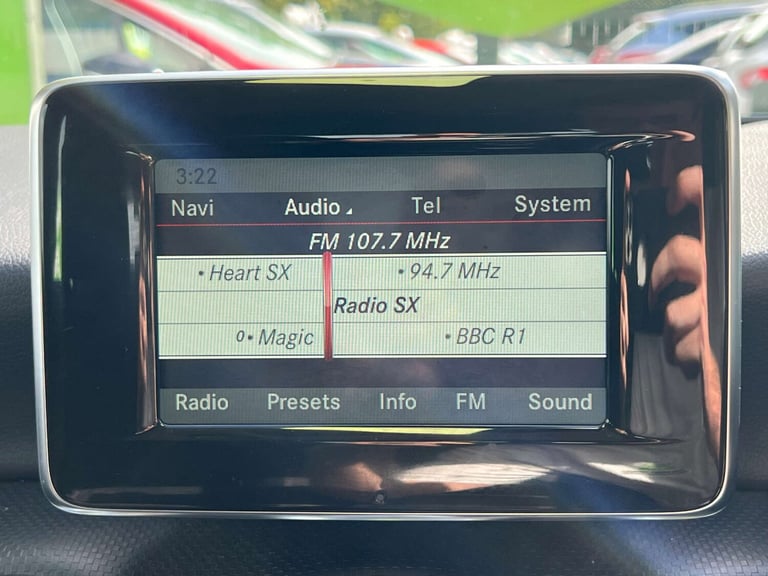 3:22
Navi Audio Tel System
FM 107.7 MHz
• Heart SX • 94.7 MHz
Radio SX
0• Magic • BBC R1
Radio Presets Info FM Sound